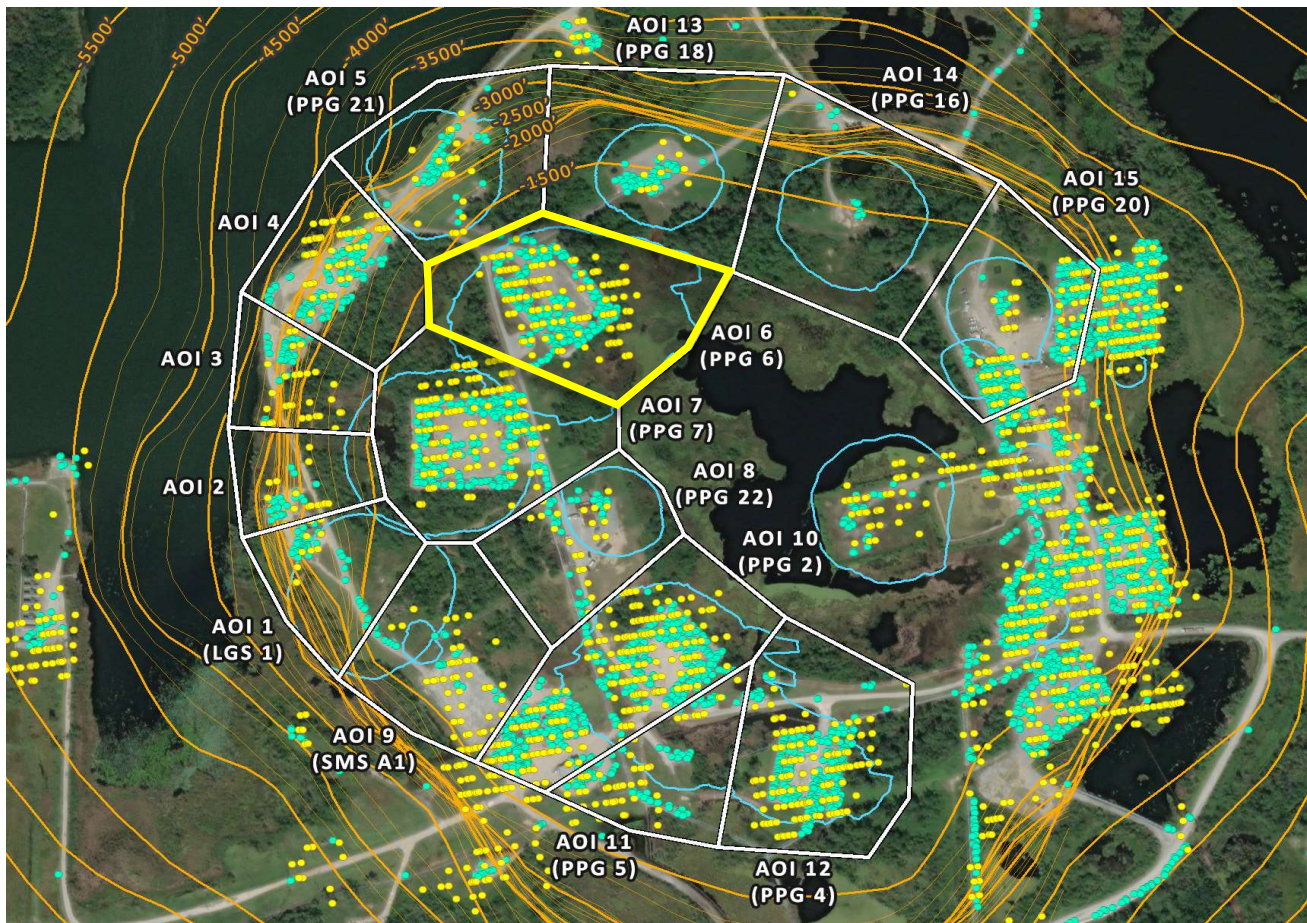 -5500'
-5000'
-4500'
-4000'
-3500'
-3000'
-2500'
-2000'
-1500'
AOI 13
(PPG 18)
AOI 5
(PPG 21)
AOI 14
(PPG 16)
AOI 15
(PPG 20)
AOI 4
AOI 6
(PPG 6)
AOI 3
AOI 7
(PPG 7)
AOI 2
AOI 8
(PPG 22)
AOI 10
(PPG 2)
AOI 1
(LGS 1)
AOI 9
(SMS A1)
AOI 11
(PPG 5)
AOI 12
(PPG 4)